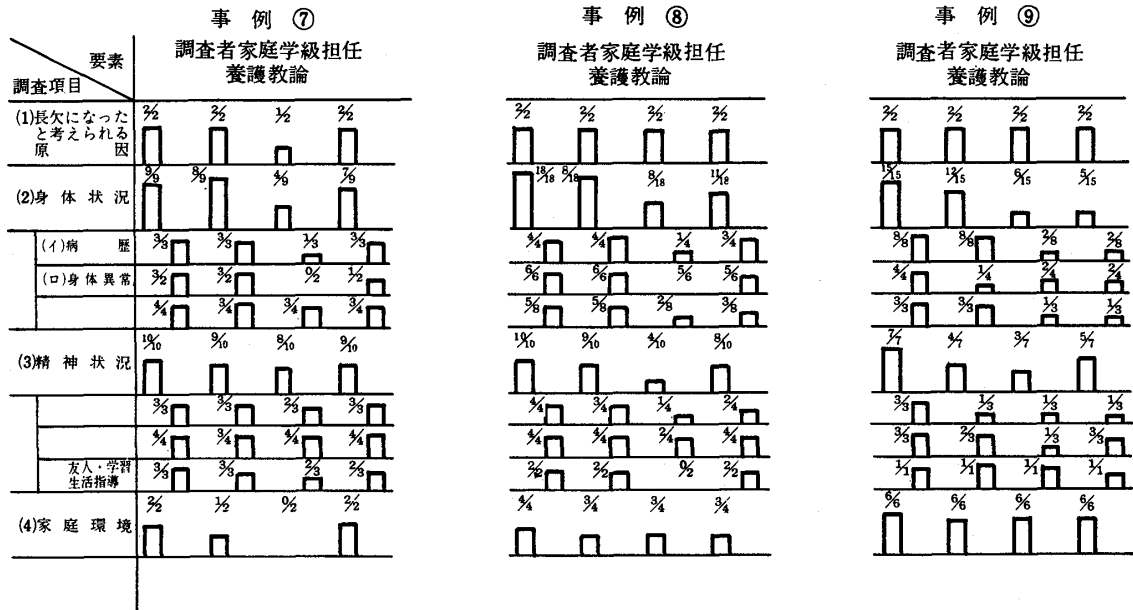 事例⑦ 事例⑧ 事例⑨
要素
調査項目
調査者家庭学級担任 調査者家庭学級担任 調査者家庭学級担任
養護教論 養護教論 養護教論
(1)長欠になった
と考えられる
原因
2/2 2/2 1/2 2/2 2/2 2/2 2/2 2/2 2/2 2/2 2/2 2/2
(2)身体状況
9/9 8/9 4/9 7/9 18/18 8/18 8/18 11/18 15/15 12/15 6/15 5/15
(イ)病歴
3/3 3/3 1/3 3/3 4/4 4/4 1/4 3/4 8/8 8/8 2/8 2/8
(ロ)身体異常
3/2 3/2 0/2 1/2 6/6 6/6 5/6 5/6 4/4 1/4 2/4 2/4
4/4 3/4 3/4 3/4 5/8 5/8 2/8 3/8 3/3 3/3 1/3 1/3
(3)精神状況
10/10 9/10 8/10 9/10 10/10 9/10 4/10 8/10 7/7 4/7 3/7 5/7
3/3 3/3 2/3 3/3 4/4 3/4 1/4 2/4 3/3 1/3 1/3 1/3
4/4 3/4 4/4 4/4 4/4 4/4 2/4 4/4 3/3 2/3 1/3 3/3
友人・学習
生活指導
3/3 3/3 2/3 2/3 2/2 2/2 0/2 2/2 1/1 1/1 1/1 1/1
(4)家庭環境
2/2 1/2 0/2 2/2 4/4 3/4 3/4 3/4 6/6 6/6 6/6 6/6